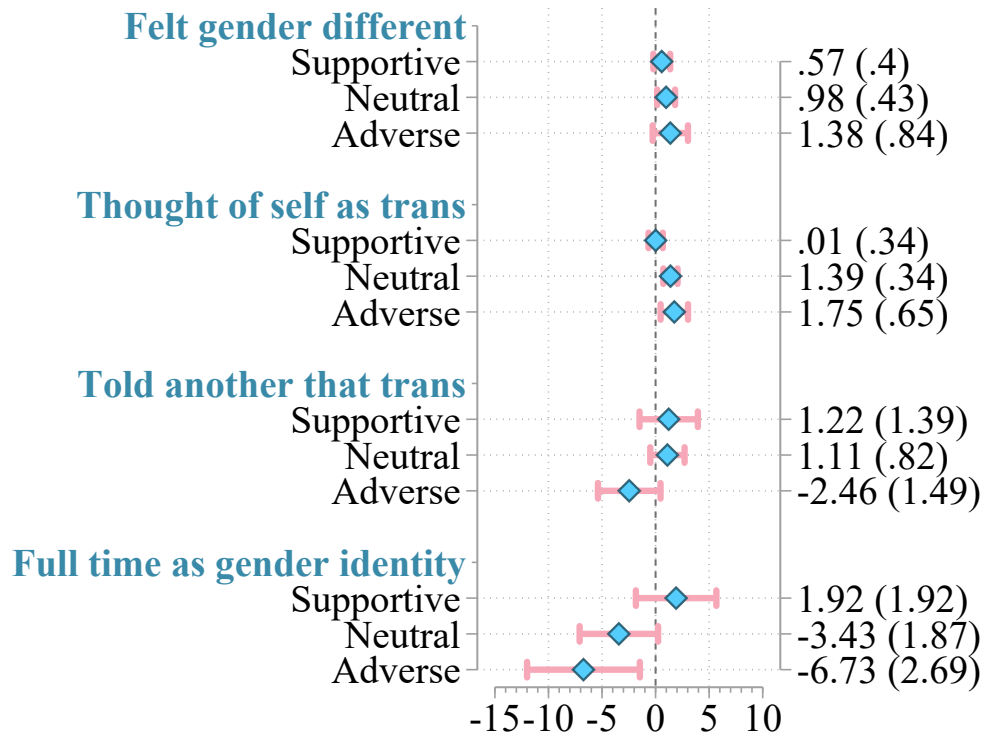 Felt gender different
Supportive .57 (.4)
Neutral .98 (.43)
Adverse 1.38 (.84)
Thought of self as trans
Supportive .01 (.34)
Neutral 1.39 (.34)
Adverse 1.75 (.65)
Told another that trans
Supportive 1.22 (1.39)
Neutral 1.11 (.82)
Adverse -2.46 (1.49)
Full time as gender identity
Supportive 1.92 (1.92)
Neutral -3.43 (1.87)
Adverse -6.73 (2.69)
-15 -10 -5 0 5 10